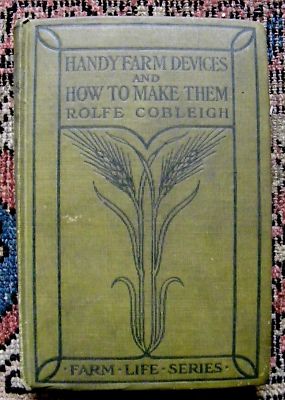 HANDY FARM DEVICES
AND
HOW TO MAKE THEM
ROLFE COBLEIGH
· FARM · LIFE · SERIES ·